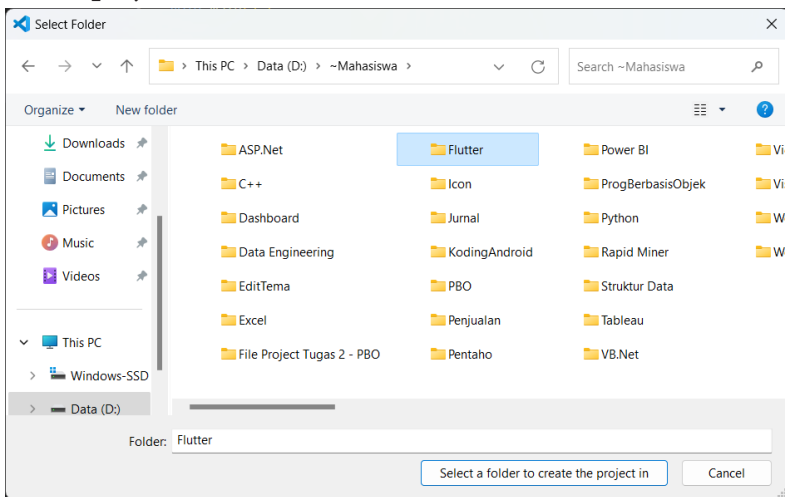 Select Folder
This PC > Data (D:) > ~Mahasiswa >
Search ~Mahasiswa
Organize
New folder
Downloads
Documents
Pictures
Music
Videos
This PC
Windows-SSD
Data (D:)
ASP.Net
C++
Dashboard
Data Engineering
EditTema
Excel
File Project Tugas 2 - PBO
Flutter
Icon
Jurnal
KodingAndroid
PBO
Penjualan
Pentaho
Power BI
ProgBerbasisObjek
Python
Rapid Miner
Struktur Data
Tableau
VB.Net
Vi
Vi
W
W
Folder: Flutter
Select a folder to create the project in
Cancel